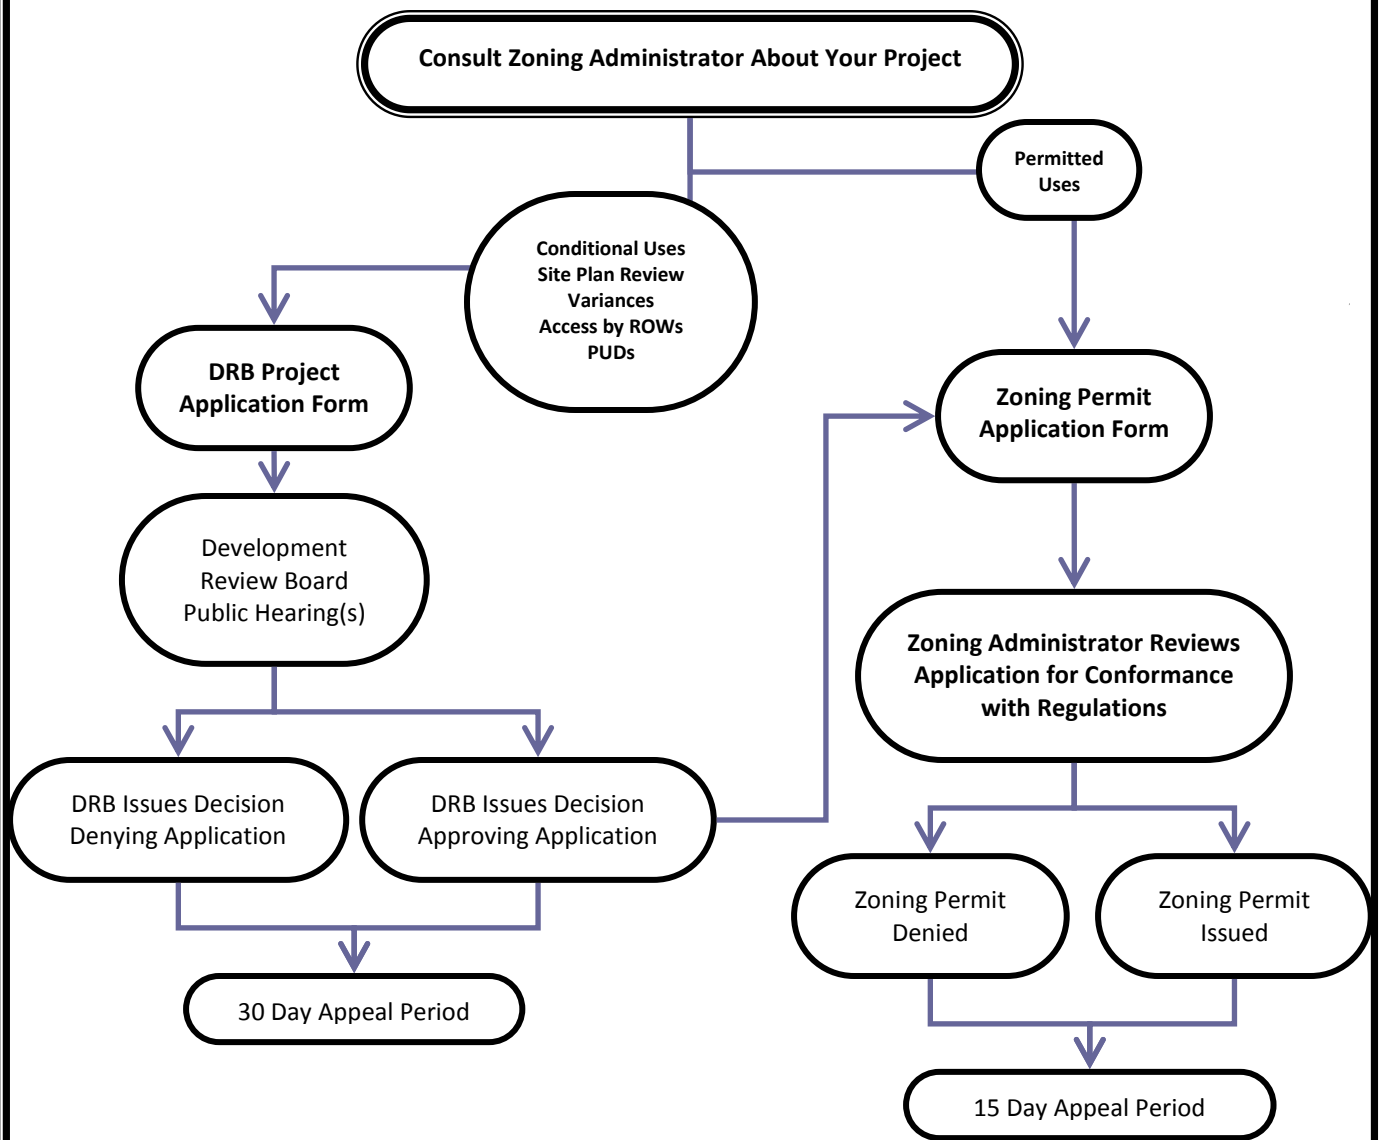 Consult Zoning Administrator About Your Project
Permitted
Uses
Conditional Uses
Site Plan Review
Variances
Access by ROWs
PUDs
DRB Project
Application Form
Zoning Permit
Application Form
Development
Review Board
Public Hearing(s)
Zoning Administrator Reviews
Application for Conformance
with Regulations
DRB Issues Decision
Denying Application
DRB Issues Decision
Approving Application
Zoning Permit
Denied
Zoning Permit
Issued
30 Day Appeal Period
15 Day Appeal Period